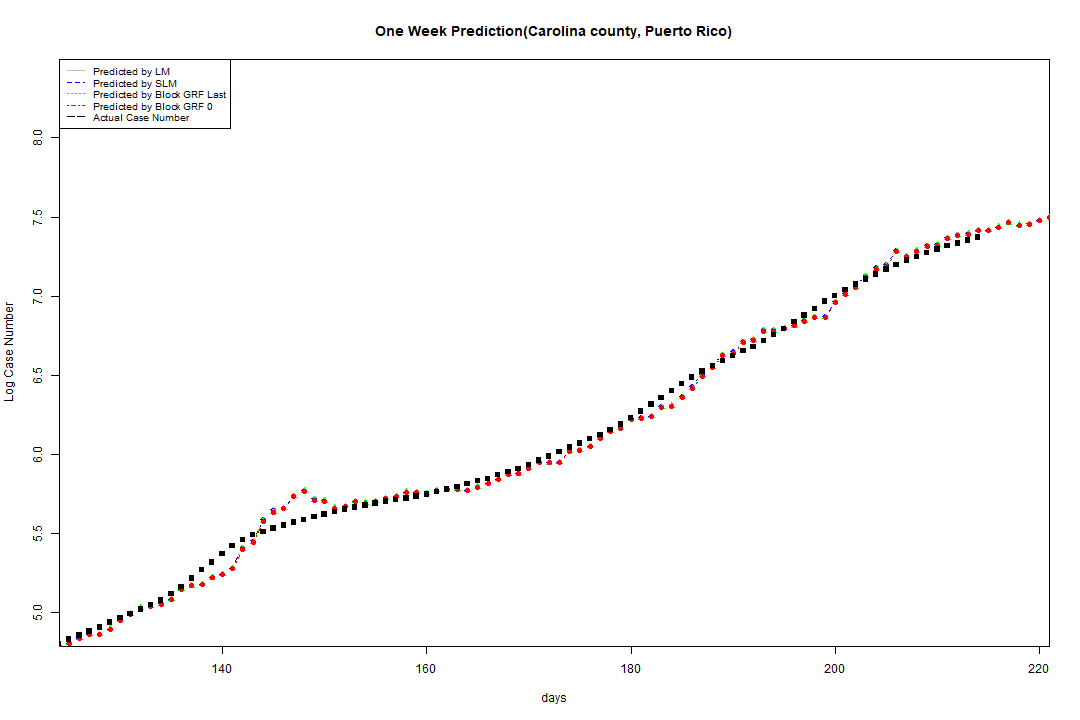 One Week Prediction(Carolina county, Puerto Rico)
Predicted by LM
Predicted by SLM
Predicted by Block GRF Last
Predicted by Block GRF 0
Actual Case Number
8.0
7.5
7.0
6.5
6.0
5.5
5.0
Log Case Number
140 160 180 200 220
days